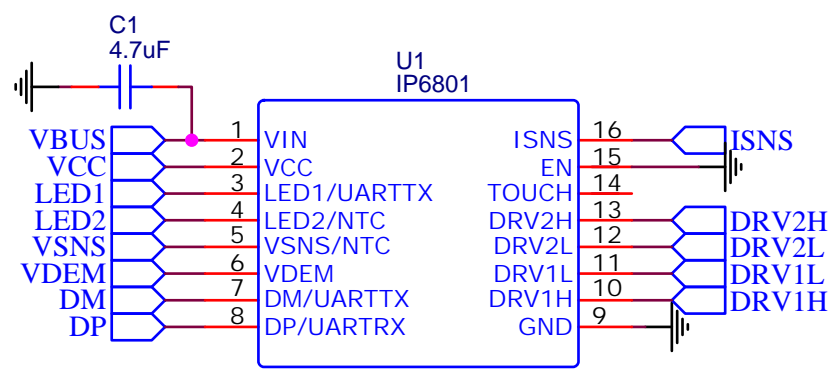 C1
4.7uF
U1
IP6801
VBUS 1 VIN ISNS 16 ISNS
VCC 2 VCC EN 15
LED1 3 LED1/UARTTX TOUCH 14
LED2 4 LED2/NTC DRV2H 13 DRV2H
VSNS 5 VSNS/NTC DRV2L 12 DRV2L
VDEM 6 VDEM DRV1L 11 DRV1L
DM 7 DM/UARTTX DRV1H 10 DRV1H
DP 8 DP/UARTRX GND 9